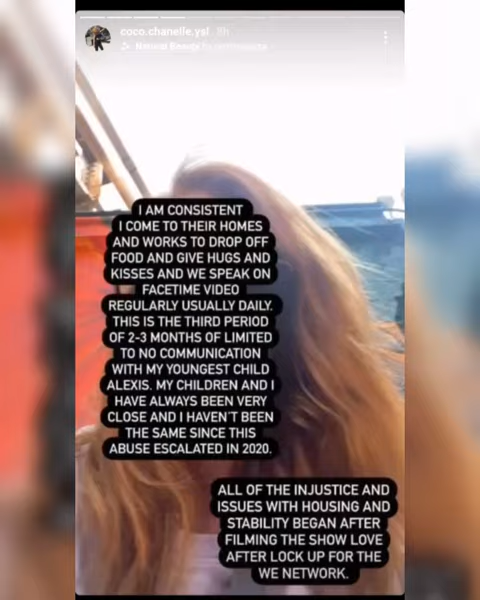 coco.chanelle.ysl 8h
Natural Beauty
I AM CONSISTENT
I COME TO THEIR HOMES
AND WORKS TO DROP OFF
FOOD AND GIVE HUGS AND
KISSES AND WE SPEAK ON
FACETIME VIDEO
REGULARLY USUALLY DAILY.
THIS IS THE THIRD PERIOD
OF 2-3 MONTHS OF LIMITED
TO NO COMMUNICATION
WITH MY YOUNGEST CHILD
ALEXIS. MY CHILDREN AND I
HAVE ALWAYS BEEN VERY
CLOSE AND I HAVEN'T BEEN
THE SAME SINCE THIS
ABUSE ESCALATED IN 2020.
ALL OF THE INJUSTICE AND
ISSUES WITH HOUSING AND
STABILITY BEGAN AFTER
FILMING THE SHOW LOVE
AFTER LOCK UP FOR THE
WE NETWORK.